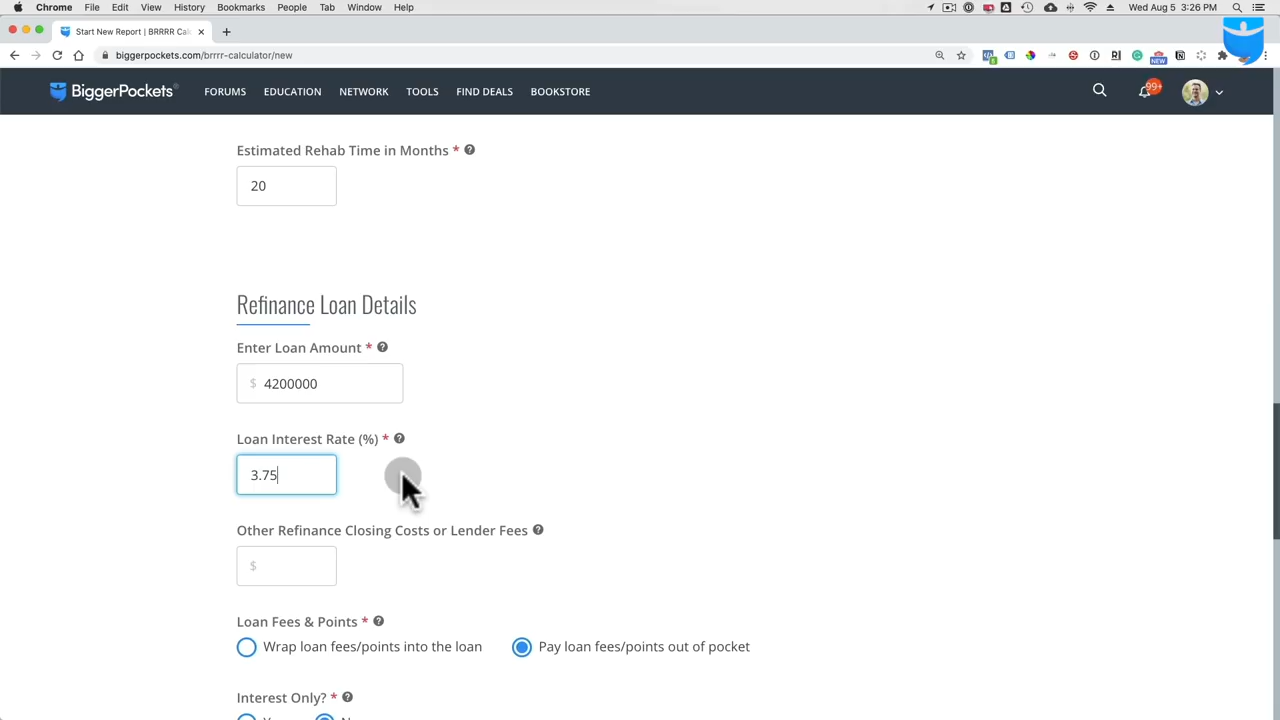 Chrome File Edit View History Bookmarks People Tab Window Help Wed Aug 5 3:26 PM
Start New Report | BRRRR Calc
biggerpockets.com/brrrr-calculator/new
NEW
BiggerPockets® FORUMS EDUCATION NETWORK TOOLS FIND DEALS BOOKSTORE 99+
Estimated Rehab Time in Months *
20
Refinance Loan Details
Enter Loan Amount *
$ 4200000
Loan Interest Rate (%) *
3.75
Other Refinance Closing Costs or Lender Fees
$
Loan Fees & Points *
Wrap loan fees/points into the loan Pay loan fees/points out of pocket
Interest Only? *